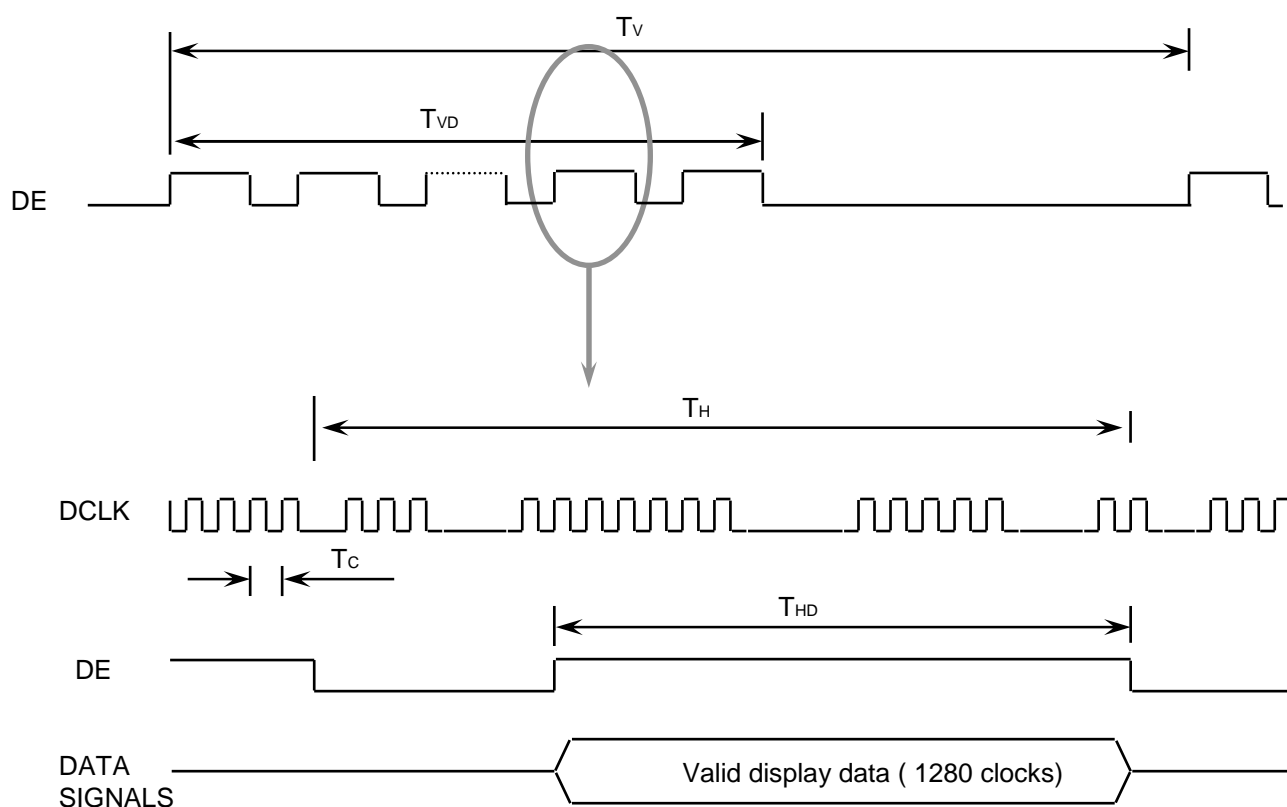 TV
TVD
DE
TH
DCLK
TC
THD
DE
DATA
SIGNALS
Valid display data ( 1280 clocks)